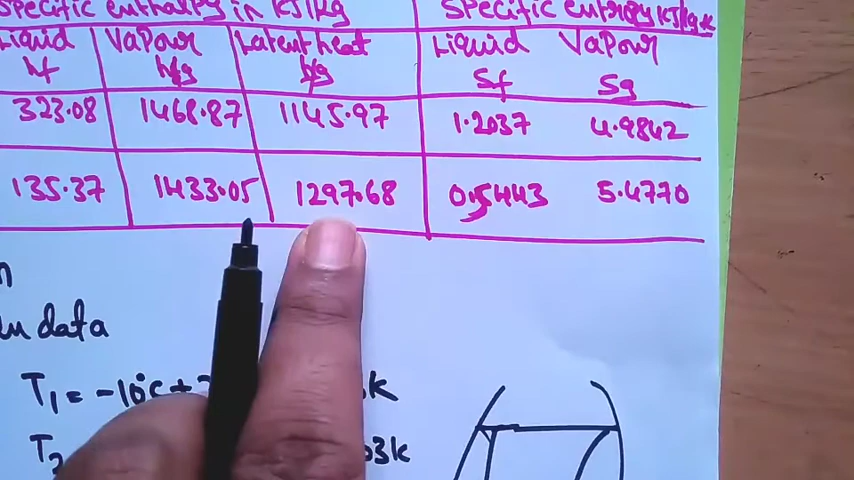 specific enthalpy in KJ/kg Specific entropy KJ/kg k
Liquid Vapour Latent heat Liquid Vapour
hf hfg hfg Sf Sg
323.08 1468.87 1145.97 1.2037 4.9842
135.37 1433.05 1297.68 0.5443 5.4770
n
data
T1 = -10°c + k
T2 03k